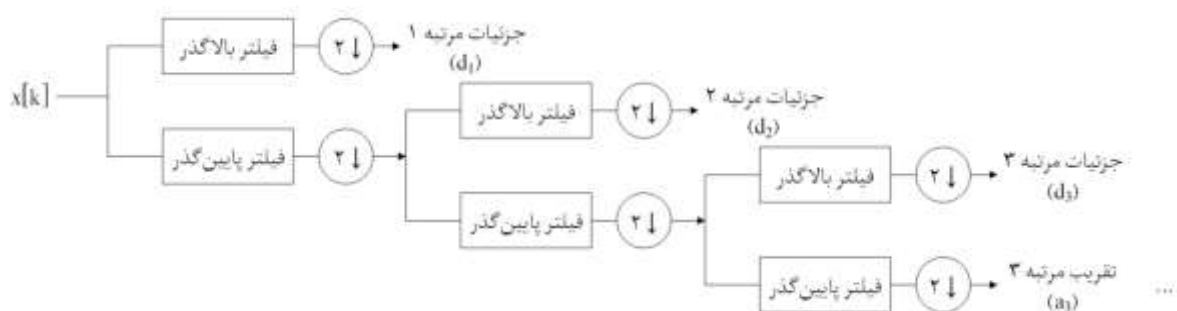 x[k]
فیلتر بالاگذر
۲↓
جزئیات مرتبه ۱
(d₁)
فیلتر پایین‌گذر
۲↓
فیلتر بالاگذر
۲↓
جزئیات مرتبه ۲
(d₂)
فیلتر پایین‌گذر
۲↓
فیلتر بالاگذر
۲↓
جزئیات مرتبه ۳
(d₃)
فیلتر پایین‌گذر
۲↓
تقریب مرتبه ۳
(a₃)
...